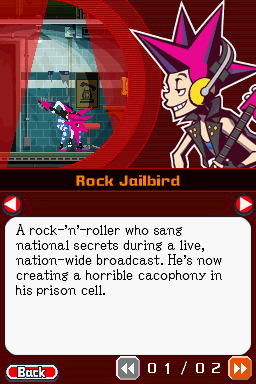 Rock Jailbird
A rock-'n'-roller who sang
national secrets during a live,
nation-wide broadcast. He's now
creating a horrible cacophony in
his prison cell.
Back
01/02